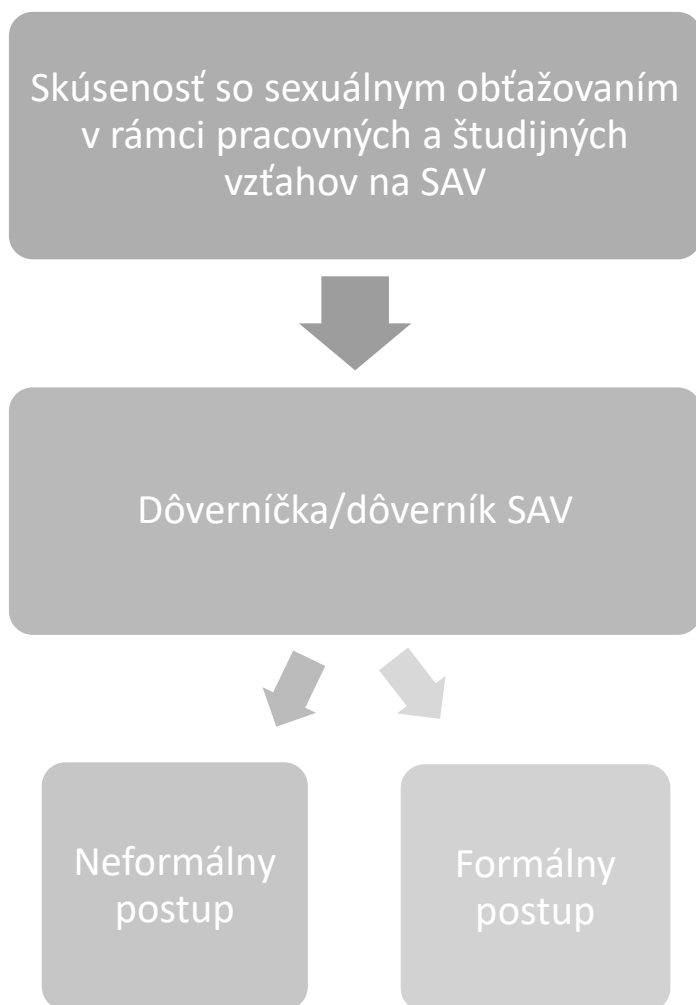 Skúsenosť so sexuálnym obťažovaním
v rámci pracovných a študijných
vzťahov na SAV
Dôverníčka/dôverník SAV
Neformálny
postup
Formálny
postup